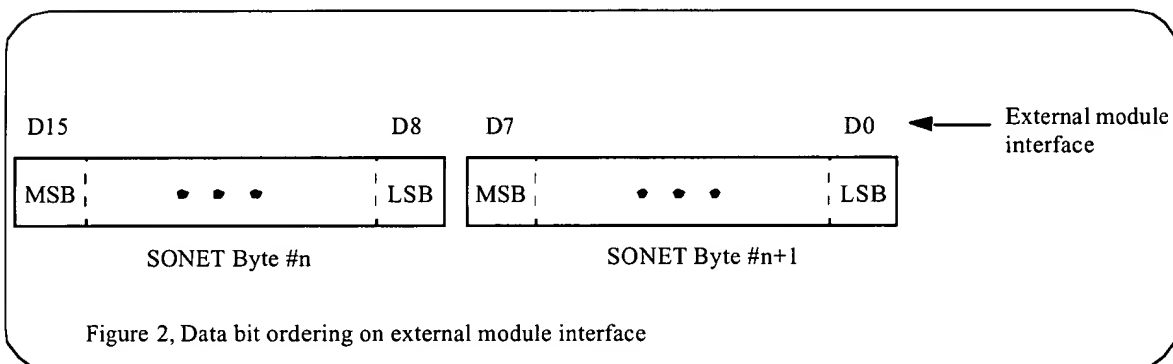 D15 D8 D7 D0 External module
interface
MSB • • • LSB MSB • • • LSB
SONET Byte #n SONET Byte #n+1
Figure 2, Data bit ordering on external module interface